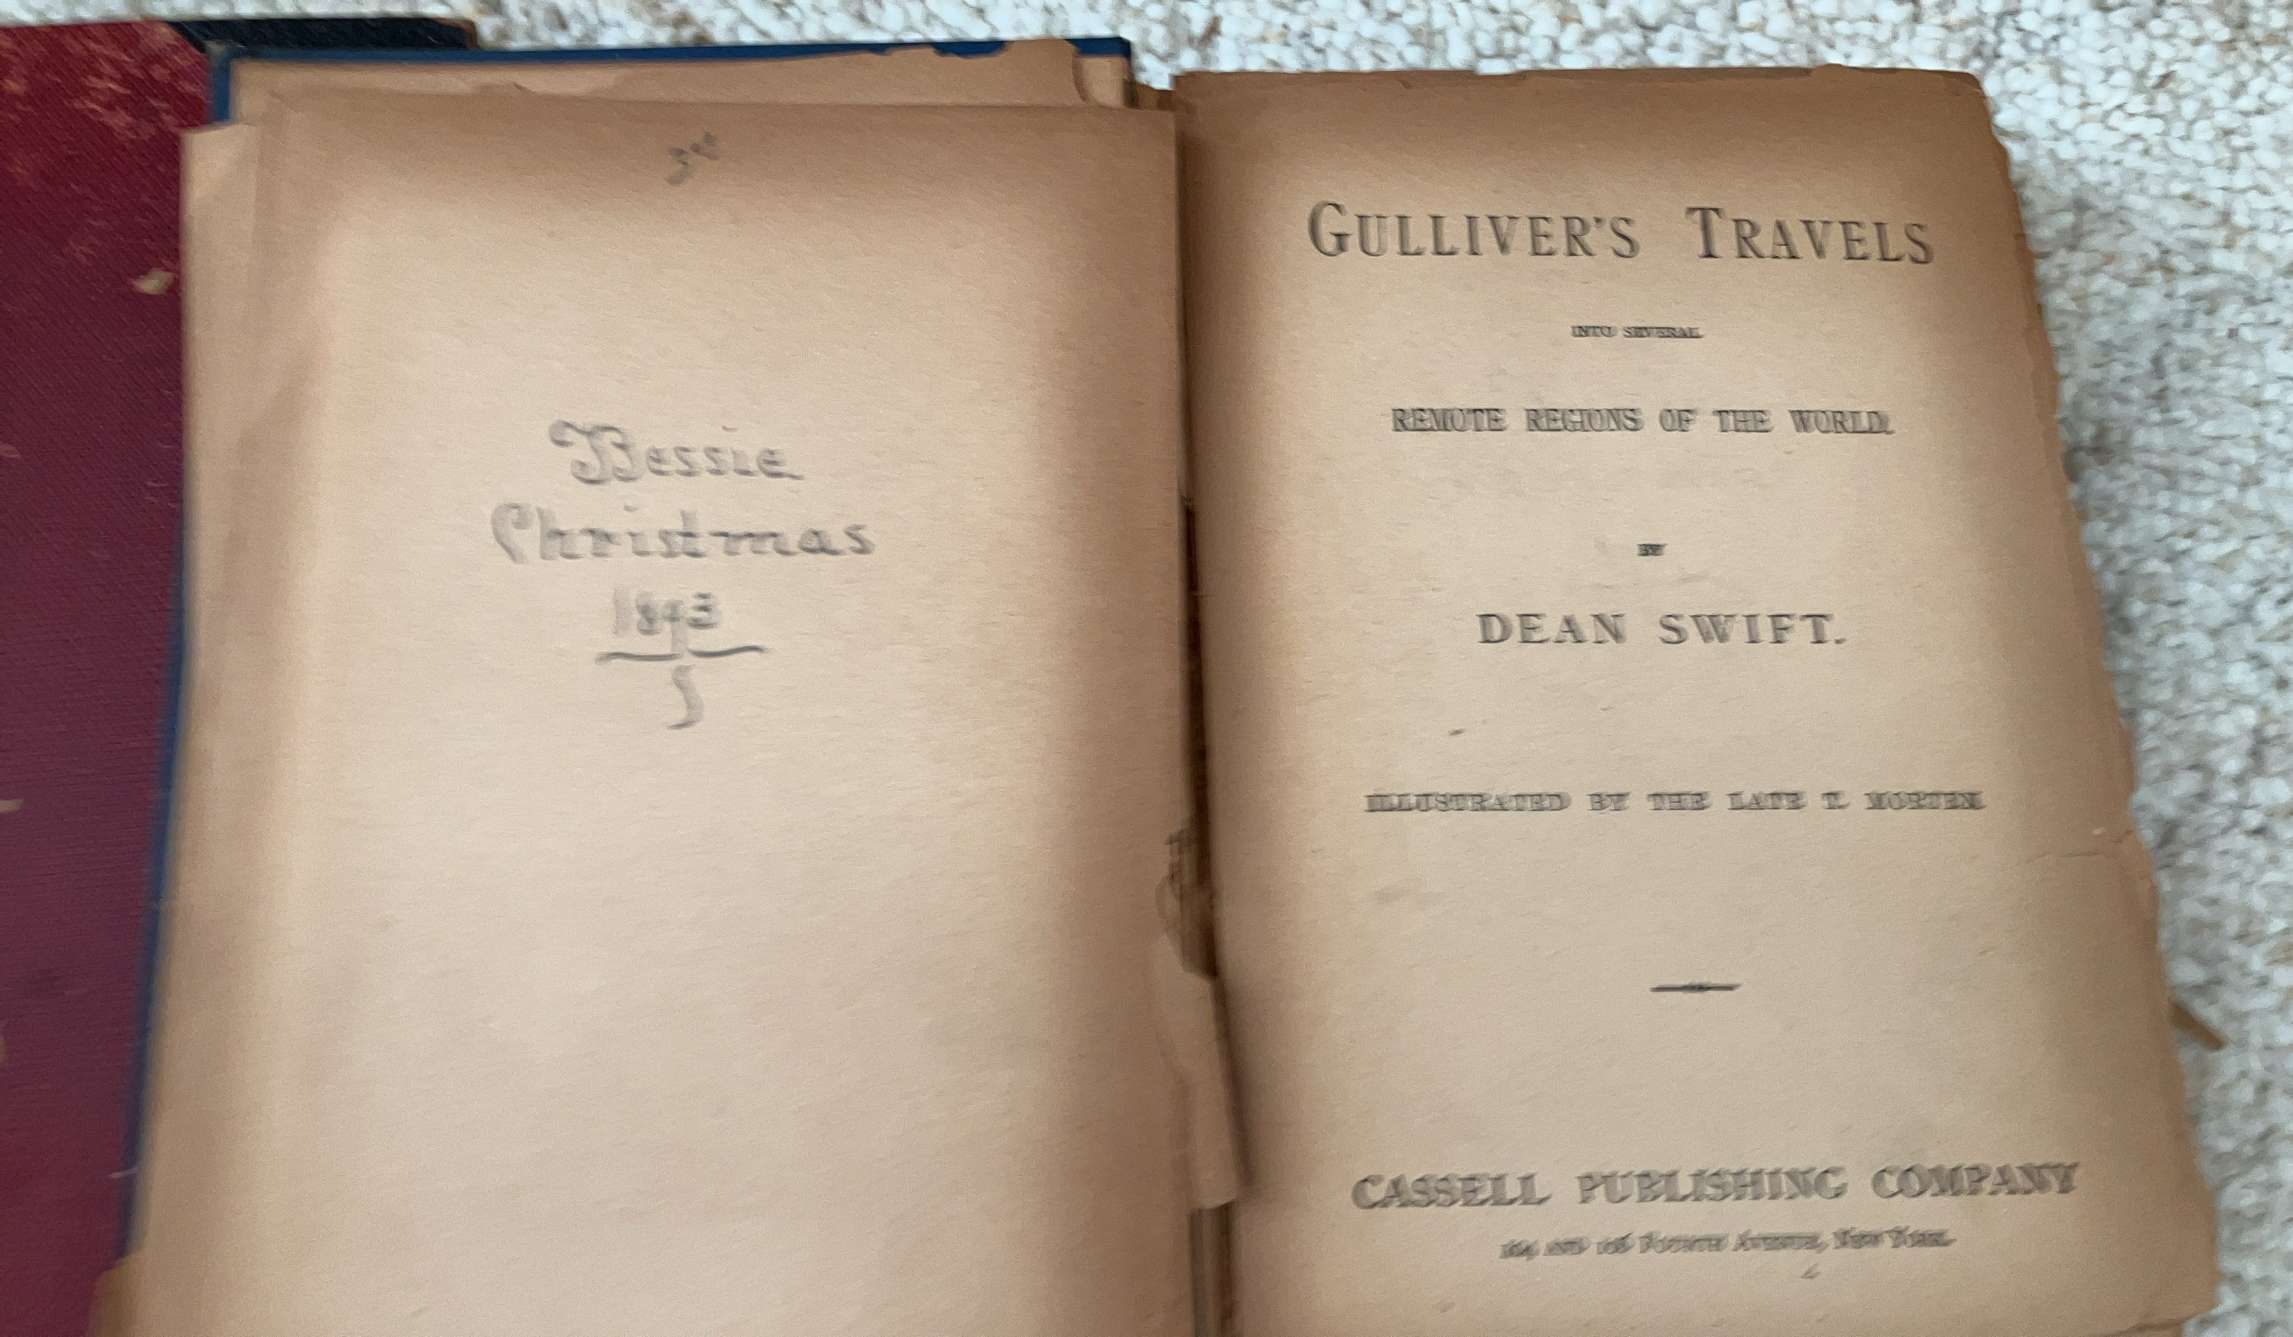 Bessie
Christmas
1893
GULLIVER'S TRAVELS
INTO SEVERAL
REMOTE REGIONS OF THE WORLD.
BY
DEAN SWIFT.
ILLUSTRATED BY THE LATE T. MORTEN.
CASSELL PUBLISHING COMPANY
FOURTH AVENUE, NEW YORK.